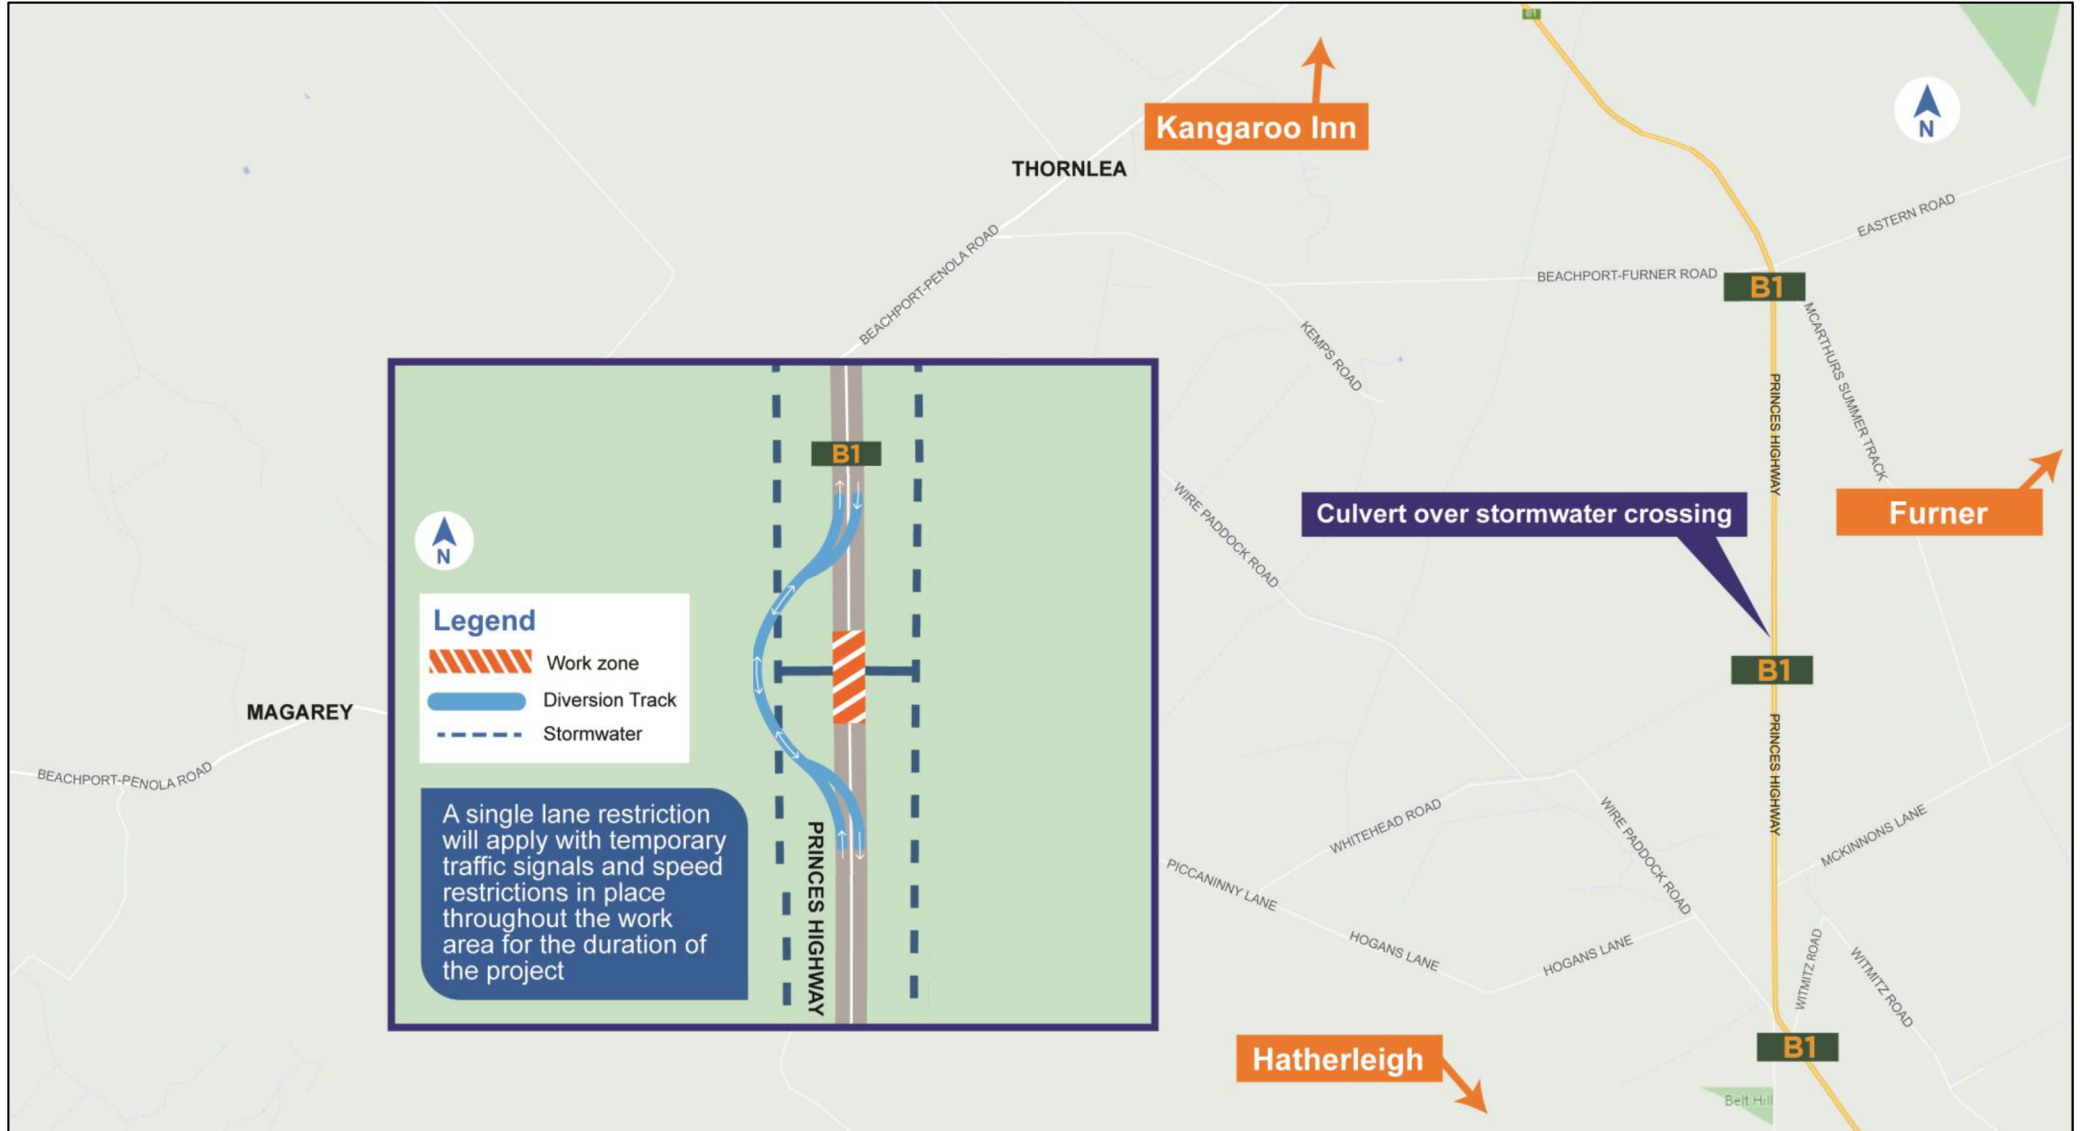 B1
Kangaroo Inn
N
THORNLEA
EASTERN ROAD
BEACHPORT-PENOLA ROAD
BEACHPORT-FURNER ROAD
B1
MCARTHURS SUMMER TRACK
KEMPS ROAD
PRINCES HIGHWAY
B1
WIRE PADDOCK ROAD
Culvert over stormwater crossing
Furner
N
Legend
Work zone
Diversion Track
Stormwater
B1
MAGAREY
BEACHPORT-PENOLA ROAD
A single lane restriction
will apply with temporary
traffic signals and speed
restrictions in place
throughout the work
area for the duration of
the project
PRINCES HIGHWAY
PRINCES HIGHWAY
WHITEHEAD ROAD
WIRE PADDOCK ROAD
MCKINNONS LANE
PICCANINNY LANE
HOGANS LANE
HOGANS LANE
WITMITZ ROAD
WITMITZ ROAD
Hatherleigh
B1
Belt Hill